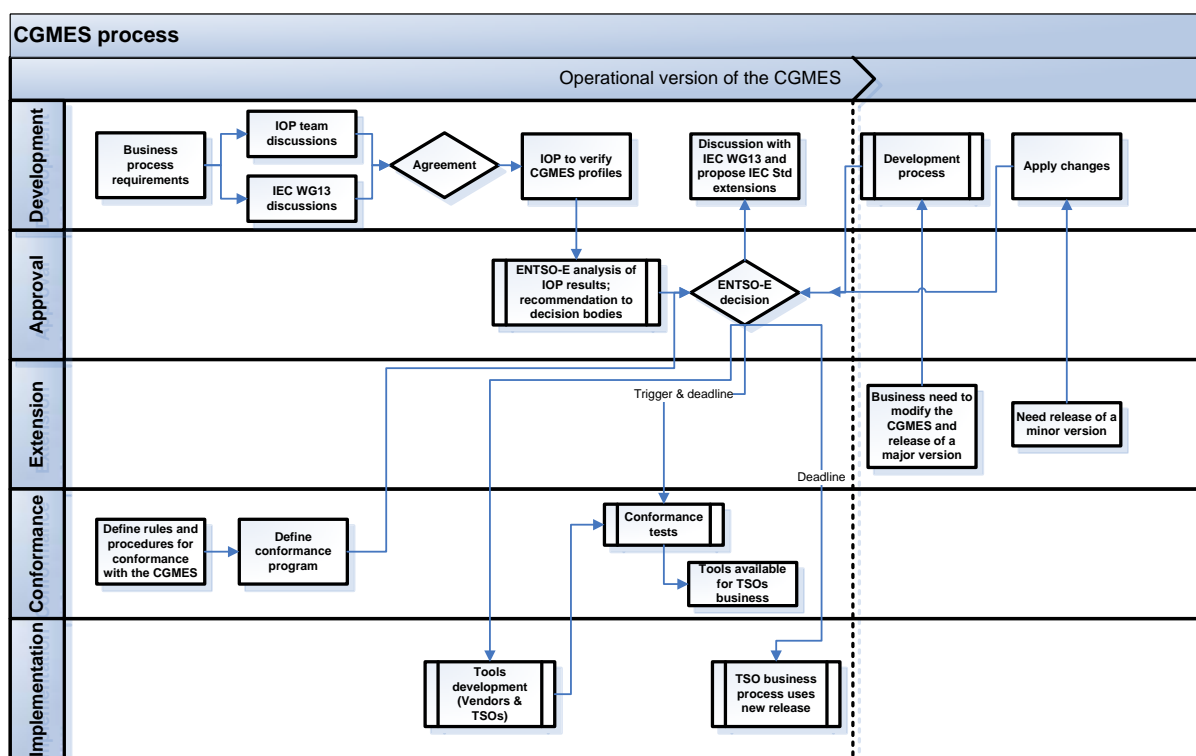 CGMES process
Operational version of the CGMES
Development
Business
process
requirements
IOP team
discussions
IEC WG13
discussions
Agreement
IOP to verify
CGMES profiles
Discussion with
IEC WG13 and
propose IEC Std
extensions
Development
process
Apply changes
Approval
ENTSO-E analysis of
IOP results;
recommendation to
decision bodies
ENTSO-E
decision
Extension
Trigger & deadline
Business need to
modify the
CGMES and
release of a
major version
Need release of a
minor version
Deadline
Conformance
Define rules and
procedures for
conformance
with the CGMES
Define
conformance
program
Conformance
tests
Tools available
for TSOs
business
Implementation
Tools
development
(Vendors &
TSOs)
TSO business
process uses
new release